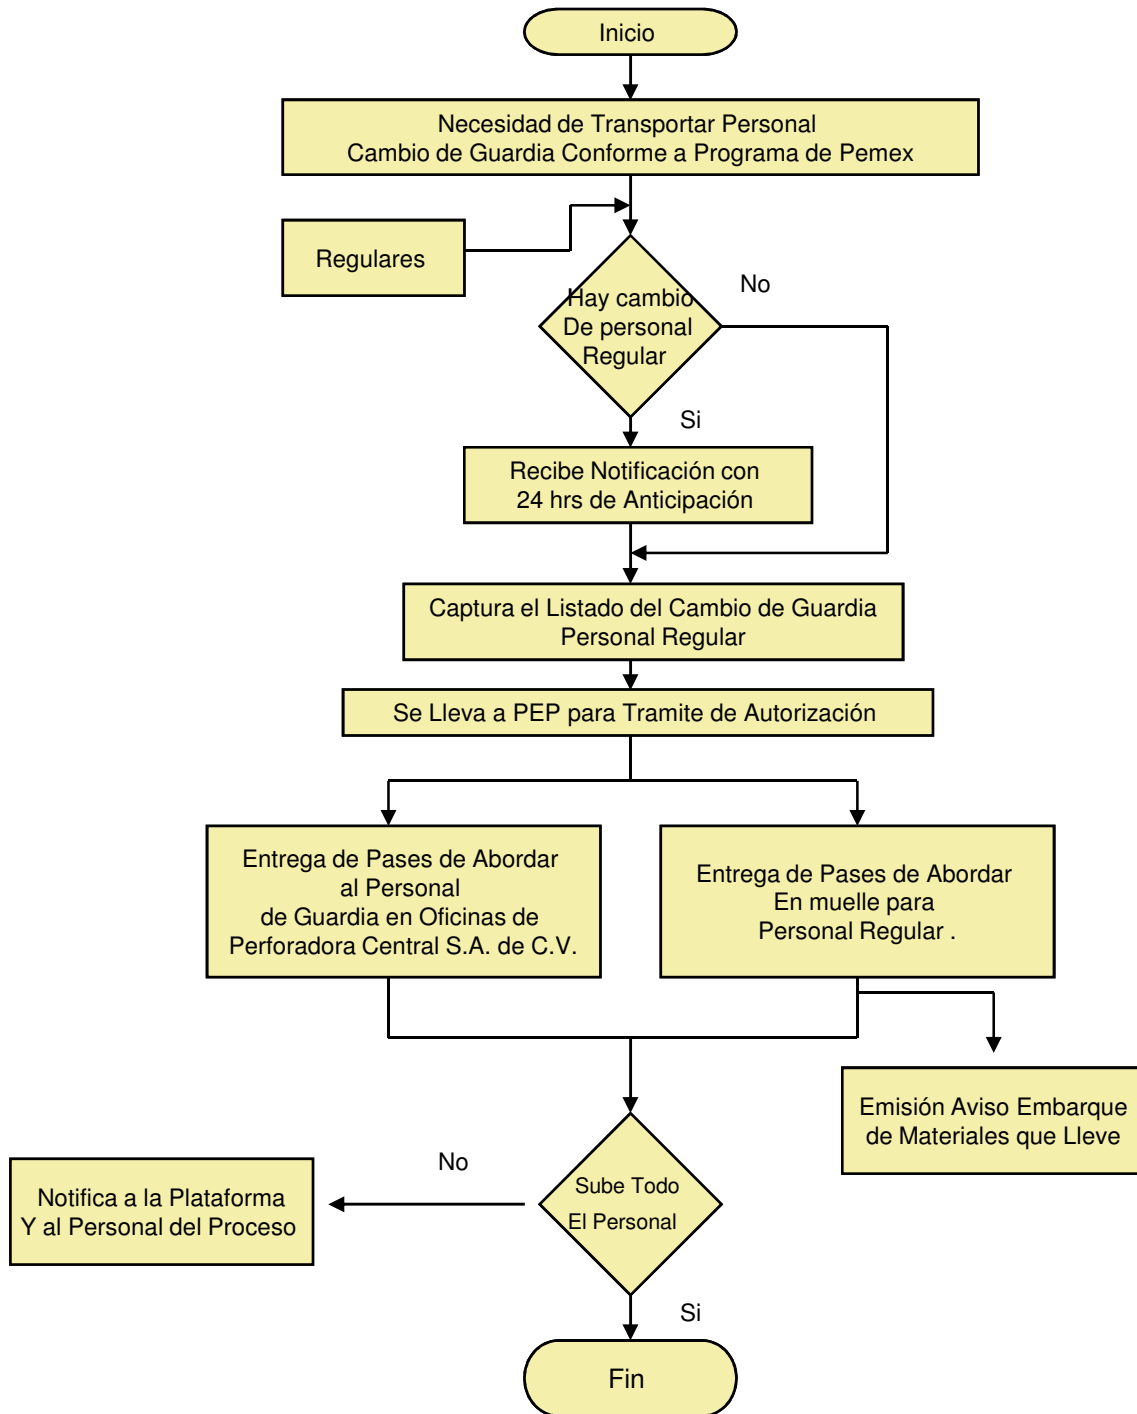 Inicio
Necesidad de Transportar Personal
Cambio de Guardia Conforme a Programa de Pemex
Regulares
Hay cambio
De personal
Regular
No
Si
Recibe Notificación con
24 hrs de Anticipación
Captura el Listado del Cambio de Guardia
Personal Regular
Se Lleva a PEP para Tramite de Autorización
Entrega de Pases de Abordar
al Personal
de Guardia en Oficinas de
Perforadora Central S.A. de C.V.
Entrega de Pases de Abordar
En muelle para
Personal Regular .
Emisión Aviso Embarque
de Materiales que Lleve
Sube Todo
El Personal
No
Notifica a la Plataforma
Y al Personal del Proceso
Si
Fin